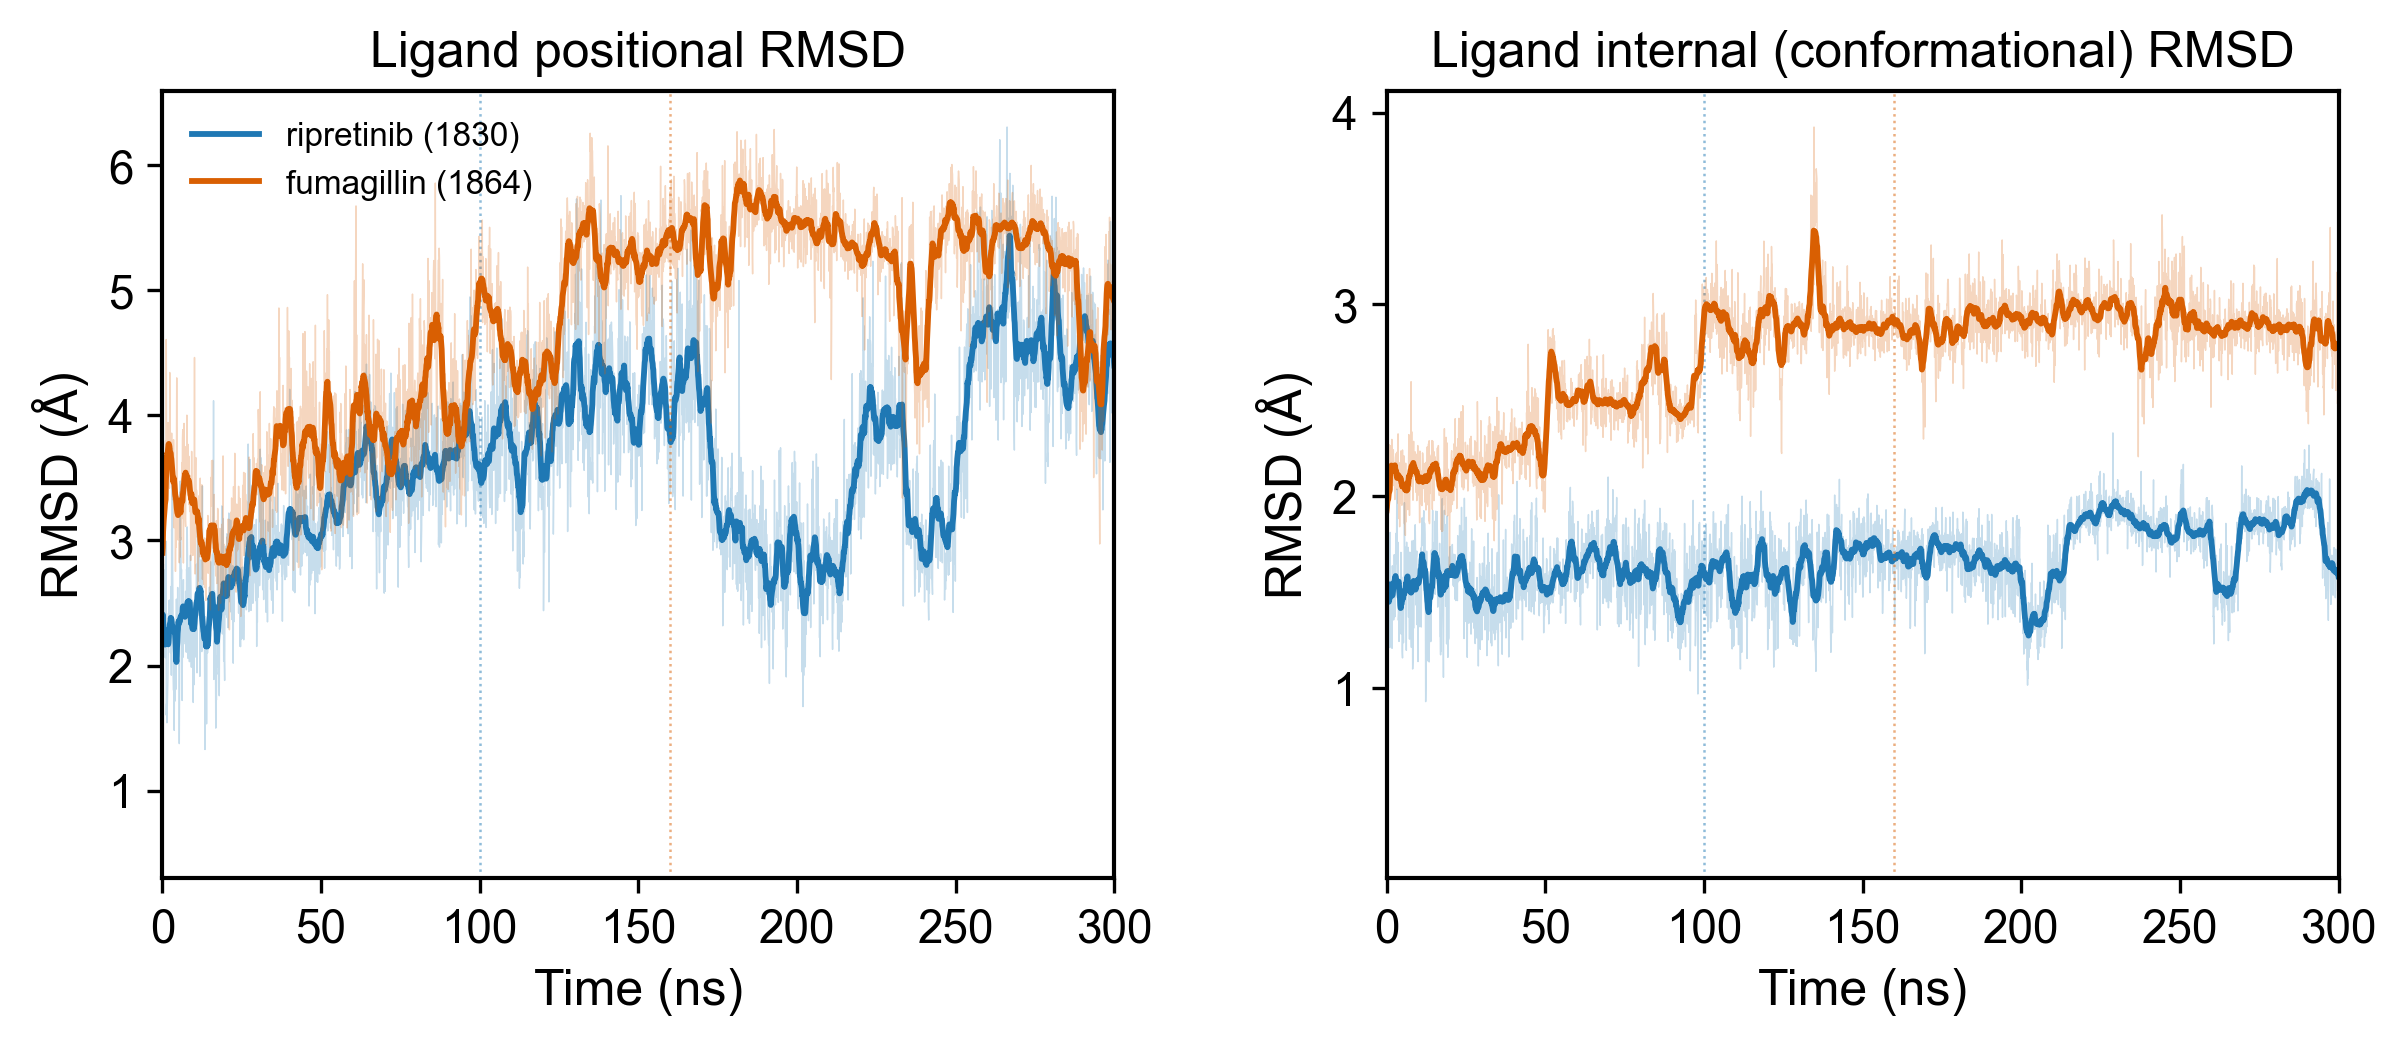 Ligand positional RMSD
ripretinib (1830)
fumagillin (1864)
RMSD (Å)
6
5
4
3
2
1
0 50 100 150 200 250 300
Time (ns)
Ligand internal (conformational) RMSD
RMSD (Å)
4
3
2
1
0 50 100 150 200 250 300
Time (ns)